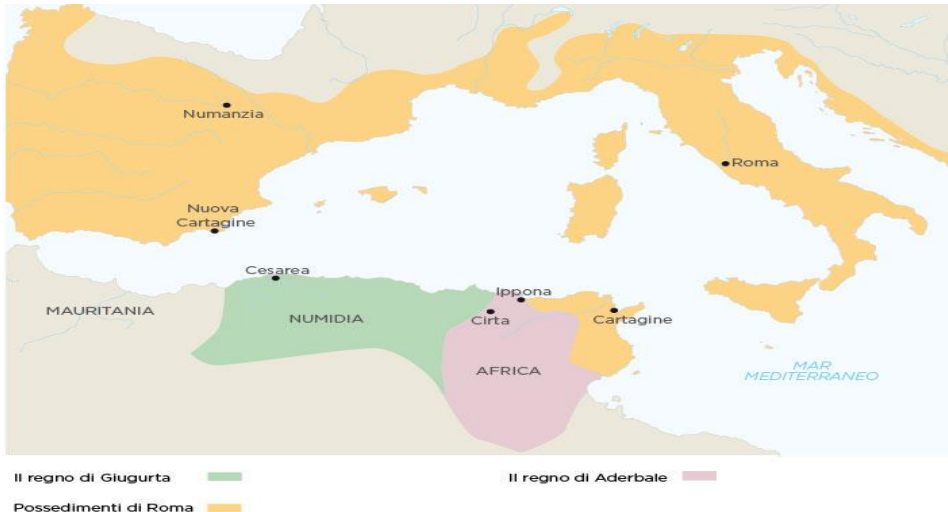 Numanzia
Roma
Nuova
Cartagine
Cesarea
Ippona
MAURITANIA
NUMIDIA
Cirta
Cartagine
AFRICA
MAR
MEDITERRANEO
Il regno di Giugurta
Il regno di Aderbale
Possedimenti di Roma